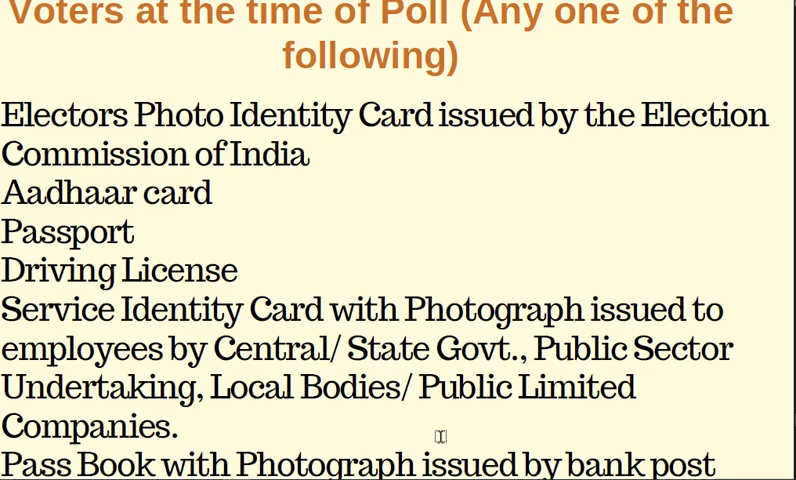 Voters at the time of Poll (Any one of the
following)
Electors Photo Identity Card issued by the Election
Commission of India
Aadhaar card
Passport
Driving License
Service Identity Card with Photograph issued to
employees by Central/ State Govt., Public Sector
Undertaking, Local Bodies/ Public Limited
Companies.
Pass Book with Photograph issued by bank post